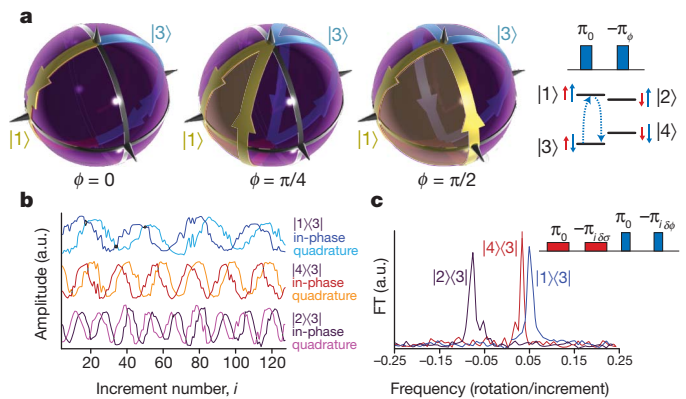 a
|3⟩
|3⟩
|3⟩
π₀ −πϕ
|1⟩ |2⟩
|3⟩ |4⟩
|1⟩
|1⟩
|1⟩
ϕ = 0
ϕ = π/4
ϕ = π/2
b
Amplitude (a.u.)
|1⟩⟨3|
in-phase
quadrature
|4⟩⟨3|
in-phase
quadrature
|2⟩⟨3|
in-phase
quadrature
20 40 60 80 100 120
Increment number, i
c
π₀ −πᵢ δσ π₀ −πᵢ δϕ
FT (a.u.)
|2⟩⟨3|
|4⟩⟨3|
|1⟩⟨3|
−0.25 −0.15 −0.05 0.05 0.15 0.25
Frequency (rotation/increment)